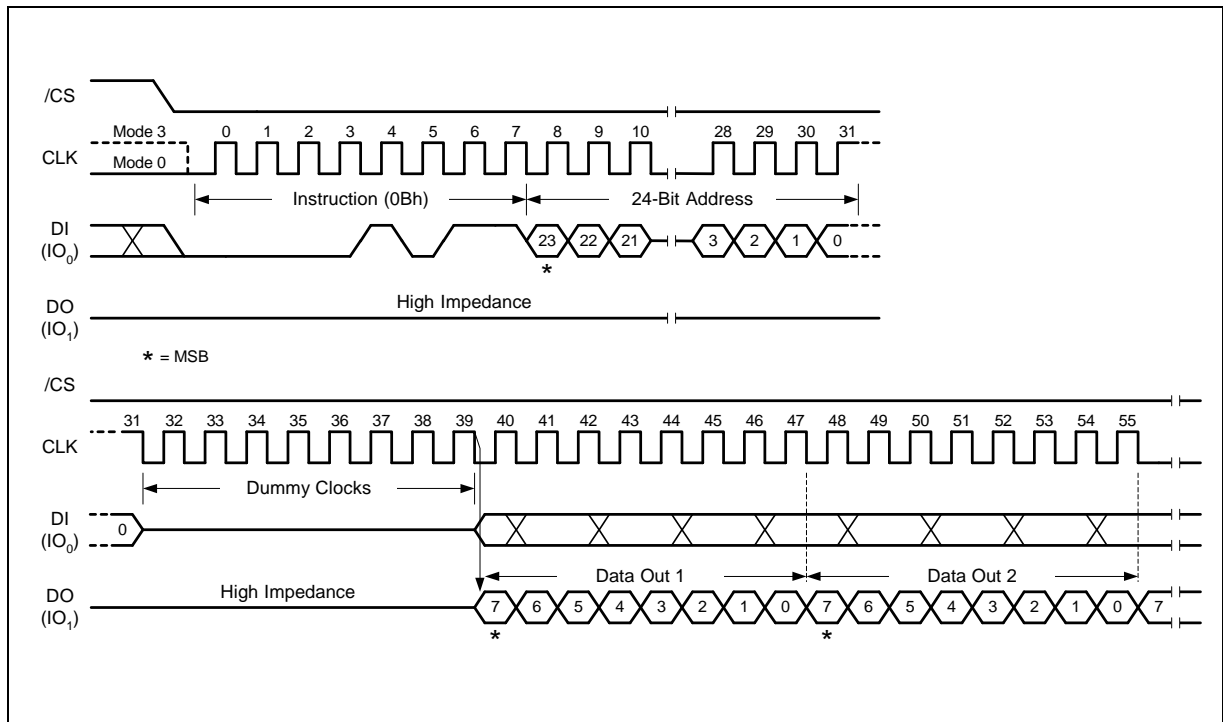 /CS
Mode 3 0 1 2 3 4 5 6 7 8 9 10 28 29 30 31
CLK
Mode 0
Instruction (0Bh) 24-Bit Address
DI
(IO0) 23 22 21 3 2 1 0
*
High Impedance
DO
(IO1)
* = MSB
/CS
31 32 33 34 35 36 37 38 39 40 41 42 43 44 45 46 47 48 49 50 51 52 53 54 55
CLK
Dummy Clocks
DI
(IO0) 0
Data Out 1 Data Out 2
High Impedance
DO
(IO1) 7 6 5 4 3 2 1 0 7 6 5 4 3 2 1 0 7
* *